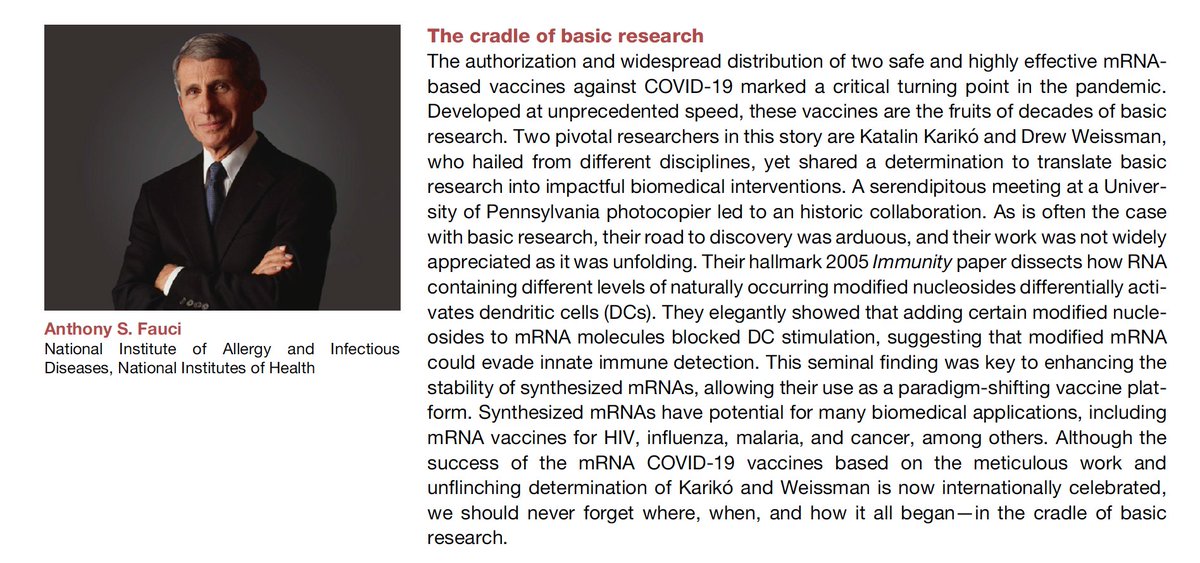 The cradle of basic research
The authorization and widespread distribution of two safe and highly effective mRNA-
based vaccines against COVID-19 marked a critical turning point in the pandemic.
Developed at unprecedented speed, these vaccines are the fruits of decades of basic
research. Two pivotal researchers in this story are Katalin Karikó and Drew Weissman,
who hailed from different disciplines, yet shared a determination to translate basic
research into impactful biomedical interventions. A serendipitous meeting at a Univer-
sity of Pennsylvania photocopier led to an historic collaboration. As is often the case
with basic research, their road to discovery was arduous, and their work was not widely
appreciated as it was unfolding. Their hallmark 2005 Immunity paper dissects how RNA
containing different levels of naturally occurring modified nucleosides differentially acti-
vates dendritic cells (DCs). They elegantly showed that adding certain modified nucle-
osides to mRNA molecules blocked DC stimulation, suggesting that modified mRNA
could evade innate immune detection. This seminal finding was key to enhancing the
stability of synthesized mRNAs, allowing their use as a paradigm-shifting vaccine plat-
form. Synthesized mRNAs have potential for many biomedical applications, including
mRNA vaccines for HIV, influenza, malaria, and cancer, among others. Although the
success of the mRNA COVID-19 vaccines based on the meticulous work and
unflinching determination of Karikó and Weissman is now internationally celebrated,
we should never forget where, when, and how it all began—in the cradle of basic
research.
Anthony S. Fauci
National Institute of Allergy and Infectious
Diseases, National Institutes of Health